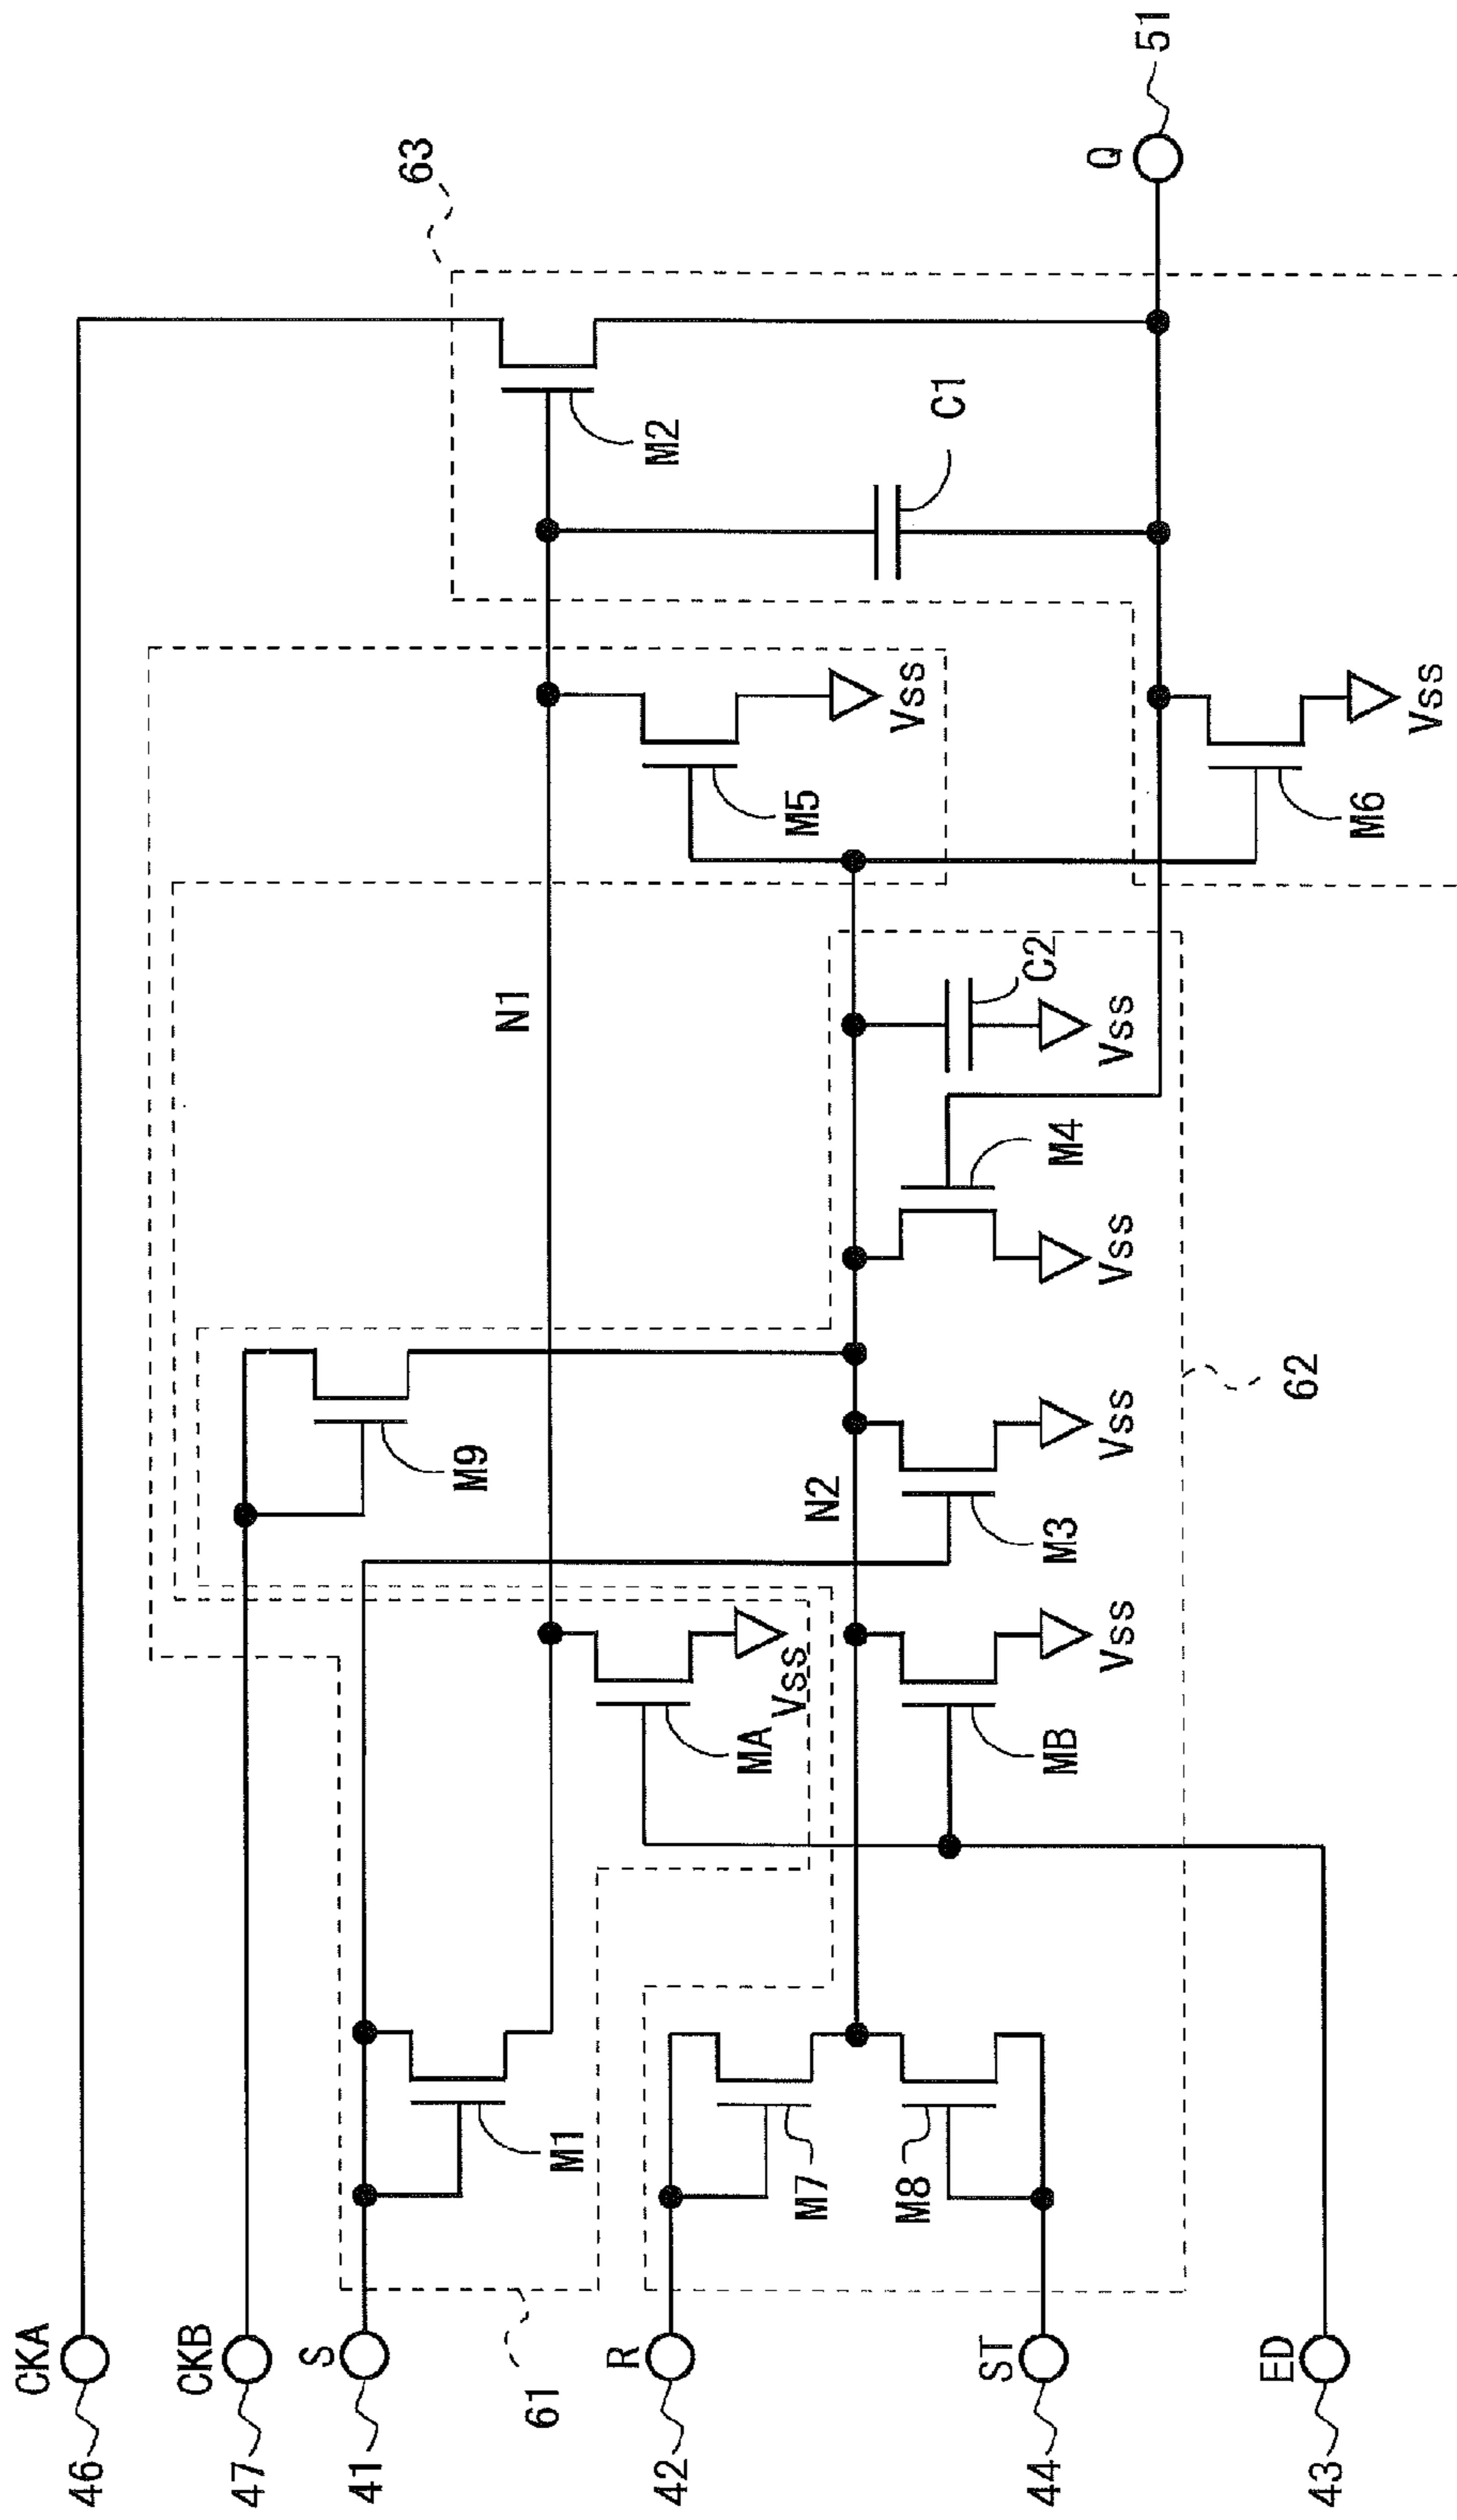 46 CKA
47 CKB
41 S
61
42 R
44 ST
43 ED
M1
M7
M8
MA
Vss
MB
Vss
M9
N2
M3
Vss
62
M4
Vss
N1
C2
Vss
M5
Vss
M6
Vss
M2
C1
63
Q
51